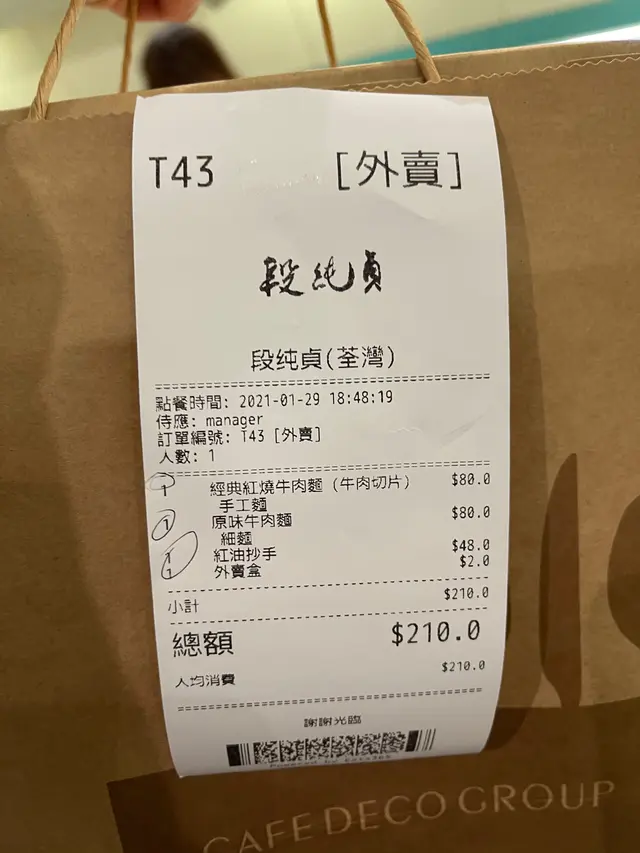 T43 [外賣]
段純貞
段纯貞(荃灣)
點餐時間: 2021-01-29 18:48:19
侍應: manager
訂單編號: T43 [外賣]
人數: 1
1 經典紅燒牛肉麵 (牛肉切片) $80.0
手工麵
1 原味牛肉麵 $80.0
細麵
1 紅油抄手 $48.0
1 外賣盒 $2.0
小計 $210.0
總額 $210.0
人均消費 $210.0
謝謝光臨
Powered by
CAFE DECO GROUP